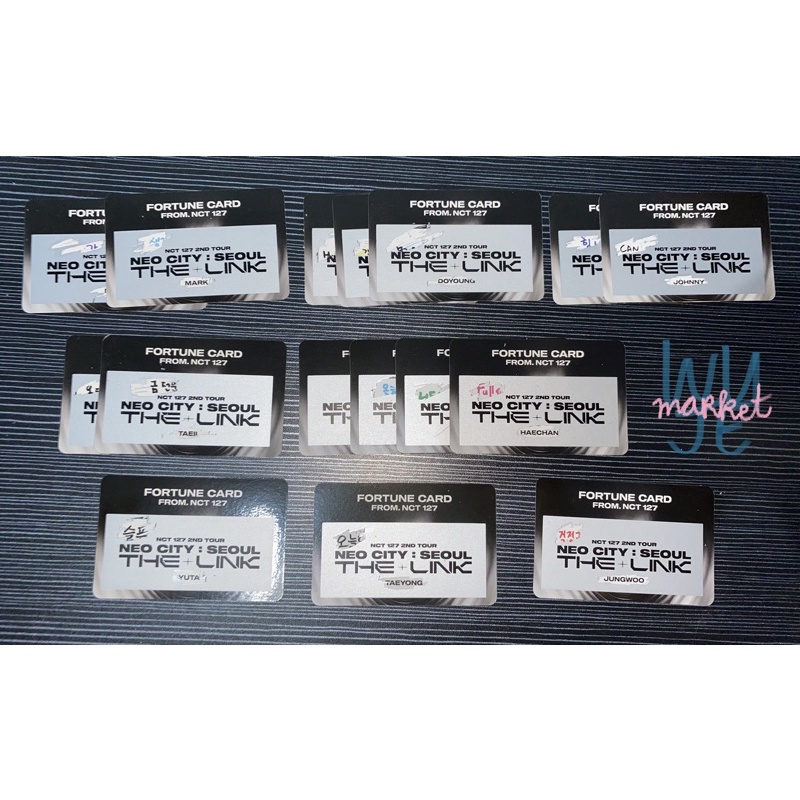 FORTUNE CARD
FROM. NCT 127
NCT 127 2ND TOUR
NEO CITY : SEOUL
THE + LINK
MARK
FORTUNE CARD
FROM. NCT 127
NCT 127 2ND TOUR
NEO CITY : SEOUL
THE + LINK
DOYOUNG
FORTUNE CARD
FROM. NCT 127
CAN
NCT 127 2ND TOUR
NEO CITY : SEOUL
THE + LINK
JOHNNY
FORTUNE CARD
FROM. NCT 127
NCT 127 2ND TOUR
NEO CITY : SEOUL
THE + LINK
TAEIL
FORTUNE CARD
FROM. NCT 127
Full
NCT 127 2ND TOUR
NEO CITY : SEOUL
THE + LINK
HAECHAN
market
FORTUNE CARD
FROM. NCT 127
슬프
NCT 127 2ND TOUR
NEO CITY : SEOUL
THE + LINK
YUTA
FORTUNE CARD
FROM. NCT 127
오늘
NCT 127 2ND TOUR
NEO CITY : SEOUL
THE + LINK
TAEYONG
FORTUNE CARD
FROM. NCT 127
NCT 127 2ND TOUR
NEO CITY : SEOUL
THE + LINK
JUNGWOO